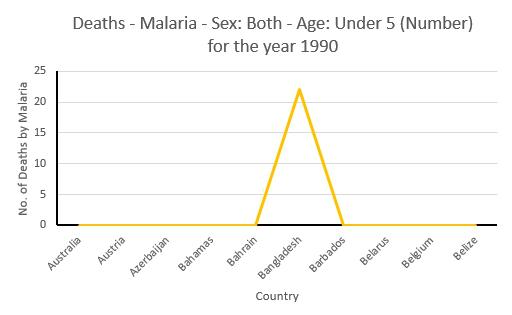 Deaths - Malaria - Sex: Both - Age: Under 5 (Number)
for the year 1990
No. of Deaths by Malaria
25
20
15
10
5
0
Australia
Austria
Azerbaijan
Bahamas
Bahrain
Bangladesh
Barbados
Belarus
Belgium
Belize
Country